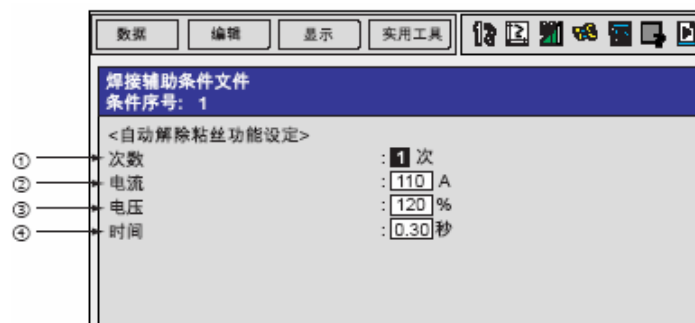 数据 编辑 显示 实用工具
焊接辅助条件文件
条件序号: 1
<自动解除粘丝功能设定>
① 次数 : 1 次
② 电流 : 110 A
③ 电压 : 120 %
④ 时间 : 0.30 秒